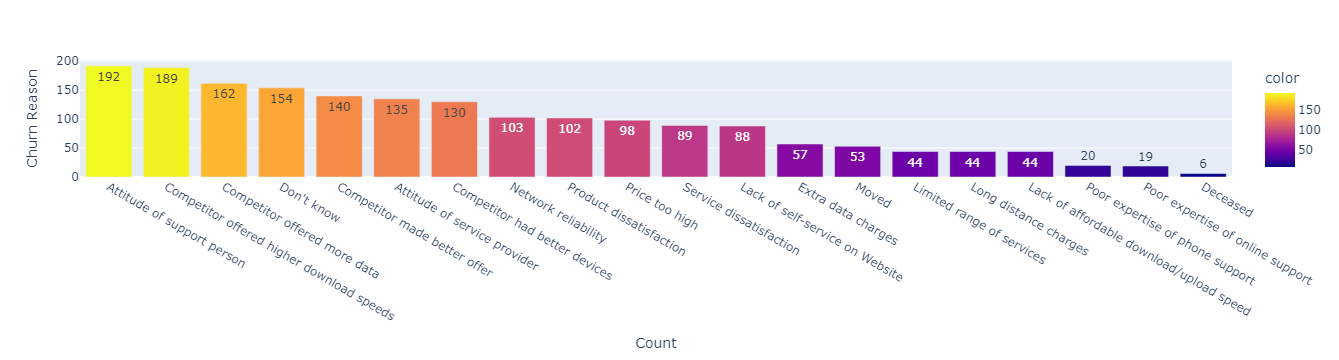 Churn Reason
200
150
100
50
0
192
189
162
154
140
135
130
103
102
98
89
88
57
53
44
44
44
20
19
6
Attitude of support person
Competitor offered higher download speeds
Competitor offered more data
Don't know
Competitor made better offer
Attitude of service provider
Competitor had better devices
Network reliability
Product dissatisfaction
Price too high
Service dissatisfaction
Lack of self-service on Website
Extra data charges
Moved
Limited range of services
Long distance charges
Lack of affordable download/upload speed
Poor expertise of phone support
Poor expertise of online support
Deceased
Count
color
150
100
50